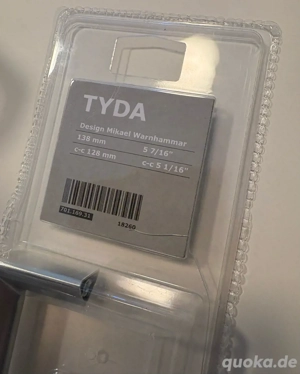 TYDA
Design Mikael Warnhammar
138 mm 5 7/16"
c-c 128 mm c-c 5 1/16"
18260
quoka.de